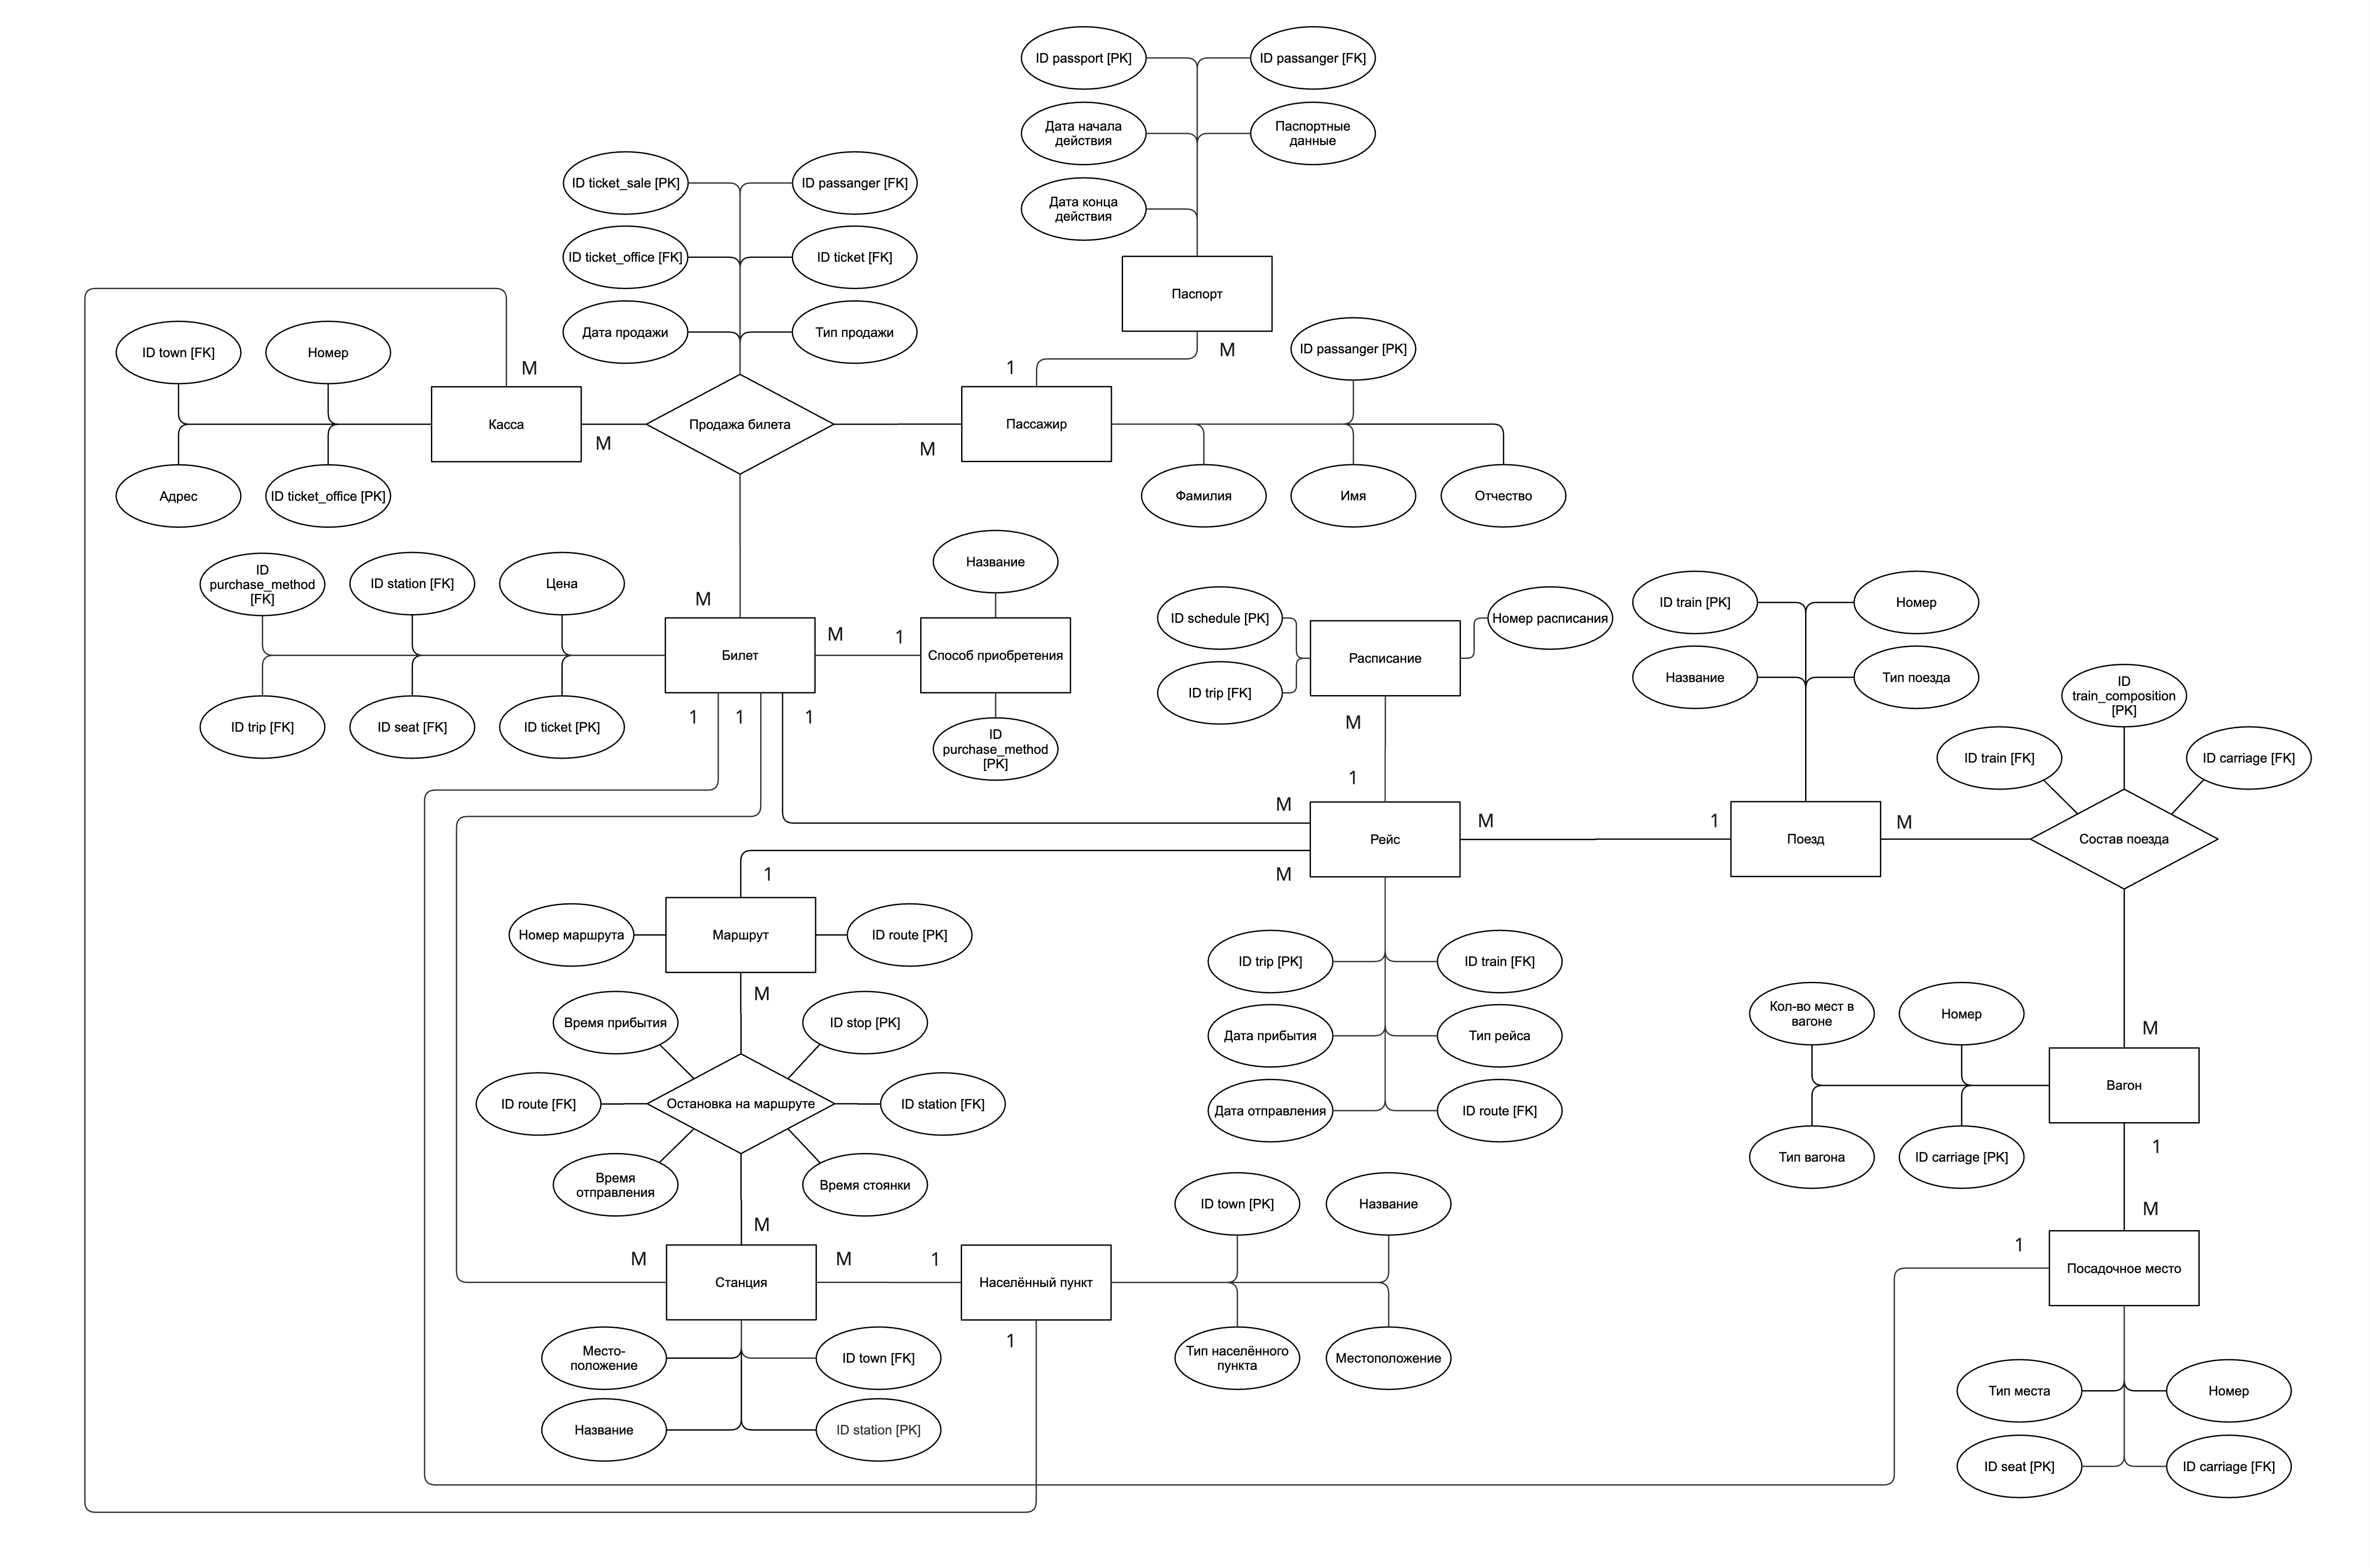 ID passport [PK]
ID passanger [FK]
Дата начала
действия
Паспортные
данные
Дата конца
действия
Паспорт
M
1
ID ticket_sale [PK]
ID passanger [FK]
ID ticket_office [FK]
ID ticket [FK]
Дата продажи
Тип продажи
ID town [FK]
Номер
M
Касса
M
Продажа билета
M
Пассажир
ID passanger [PK]
Адрес
ID ticket_office [PK]
Фамилия
Имя
Отчество
ID
purchase_method
[FK]
ID station [FK]
Цена
M
Билет
M
1
Название
Способ приобретения
ID
purchase_method
[PK]
ID trip [FK]
ID seat [FK]
ID ticket [PK]
1
1
1
ID schedule [PK]
ID trip [FK]
Расписание
Номер расписания
M
1
ID train [PK]
Номер
Название
Тип поезда
ID
train_composition
[PK]
ID train [FK]
ID carriage [FK]
M
Рейс
M
M
1
Поезд
M
Состав поезда
1
Номер маршрута
Маршрут
ID route [PK]
M
Время прибытия
ID stop [PK]
ID route [FK]
Остановка на маршруте
ID station [FK]
Время
отправления
Время стоянки
M
ID trip [PK]
ID train [FK]
Дата прибытия
Тип рейса
Дата отправления
ID route [FK]
Кол-во мест в
вагоне
Номер
M
Вагон
Тип вагона
ID carriage [PK]
1
M
M
Станция
M
1
Населённый пункт
1
ID town [PK]
Название
Тип населённого
пункта
Местоположение
1
Посадочное место
Место-
положение
ID town [FK]
Название
ID station [PK]
Тип места
Номер
ID seat [PK]
ID carriage [FK]